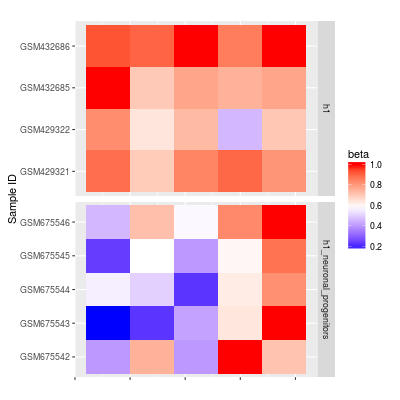 GSM432686
GSM432685
GSM429322
GSM429321
h1
GSM675546
GSM675545
GSM675544
GSM675543
GSM675542
h1_neuronal_progenitors
Sample ID
beta
1.0
0.8
0.6
0.4
0.2